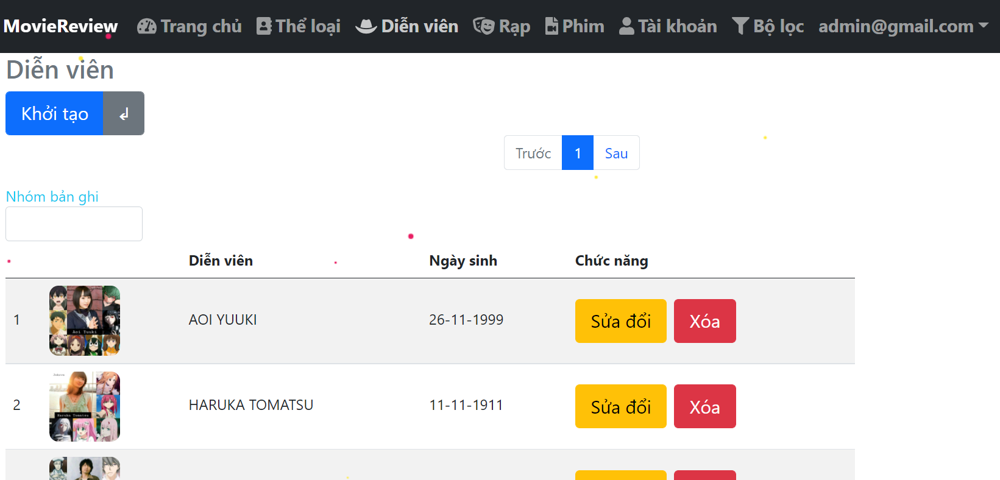 MovieReview Trang chủ Thể loại Diễn viên Rạp Phim Tài khoản Bộ lọc admin@gmail.com
Diễn viên
Khởi tạo
Trước 1 Sau
Nhóm bản ghi
Diễn viên Ngày sinh Chức năng
1 AOI YUUKI 26-11-1999 Sửa đổi Xóa
Aoi Yuuki
2 HARUKA TOMATSU 11-11-1911 Sửa đổi Xóa
Haruka Tomatsu